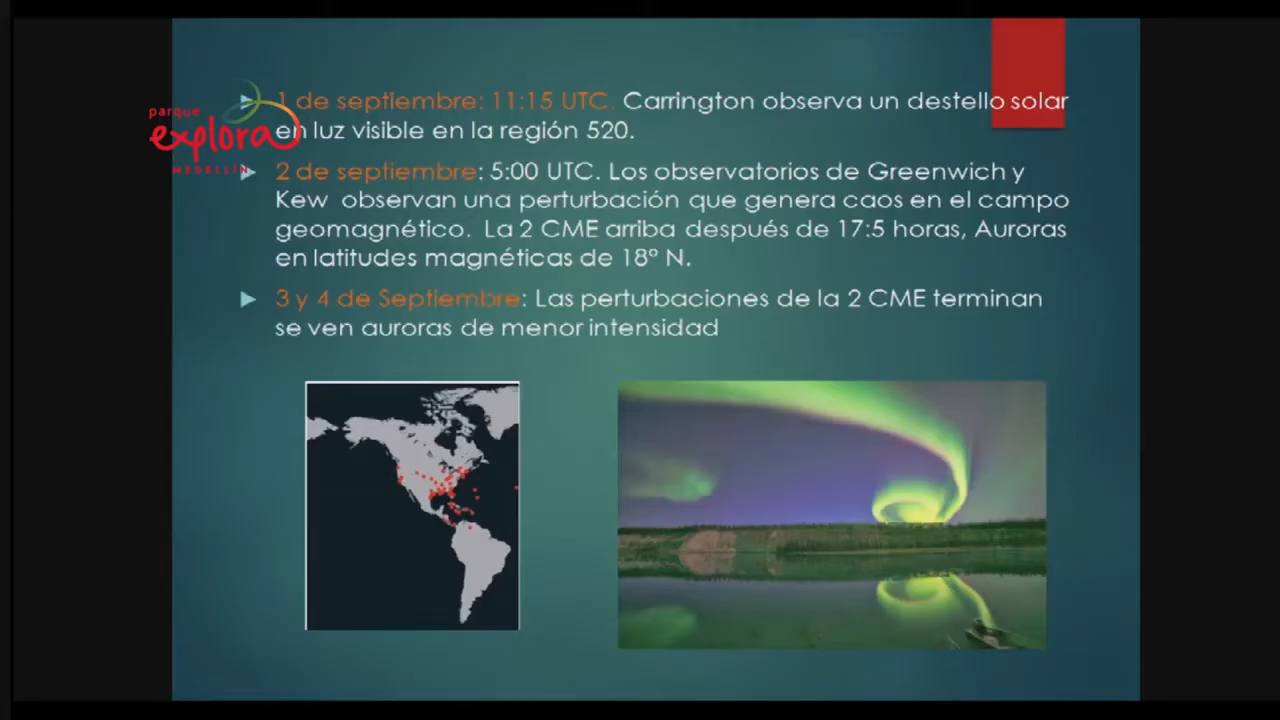 1 de septiembre: 11:15 UTC. Carrington observa un destello solar
en luz visible en la región 520.
parque
explora
MEDELLÍN
2 de septiembre: 5:00 UTC. Los observatorios de Greenwich y
Kew observan una perturbación que genera caos en el campo
geomagnético. La 2 CME arriba después de 17:5 horas, Auroras
en latitudes magnéticas de 18° N.
3 y 4 de Septiembre: Las perturbaciones de la 2 CME terminan
se ven auroras de menor intensidad